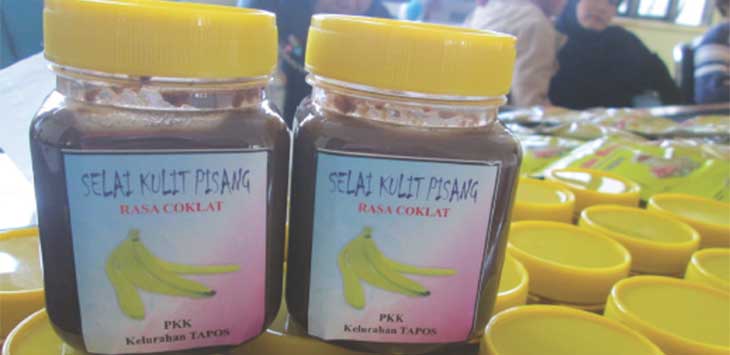 SELAI KULIT PISANG
RASA COKLAT
PKK
Kelurahan TAPOS
SELAI KULIT PISANG
RASA COKLAT
PKK
Kelurahan TAPOS